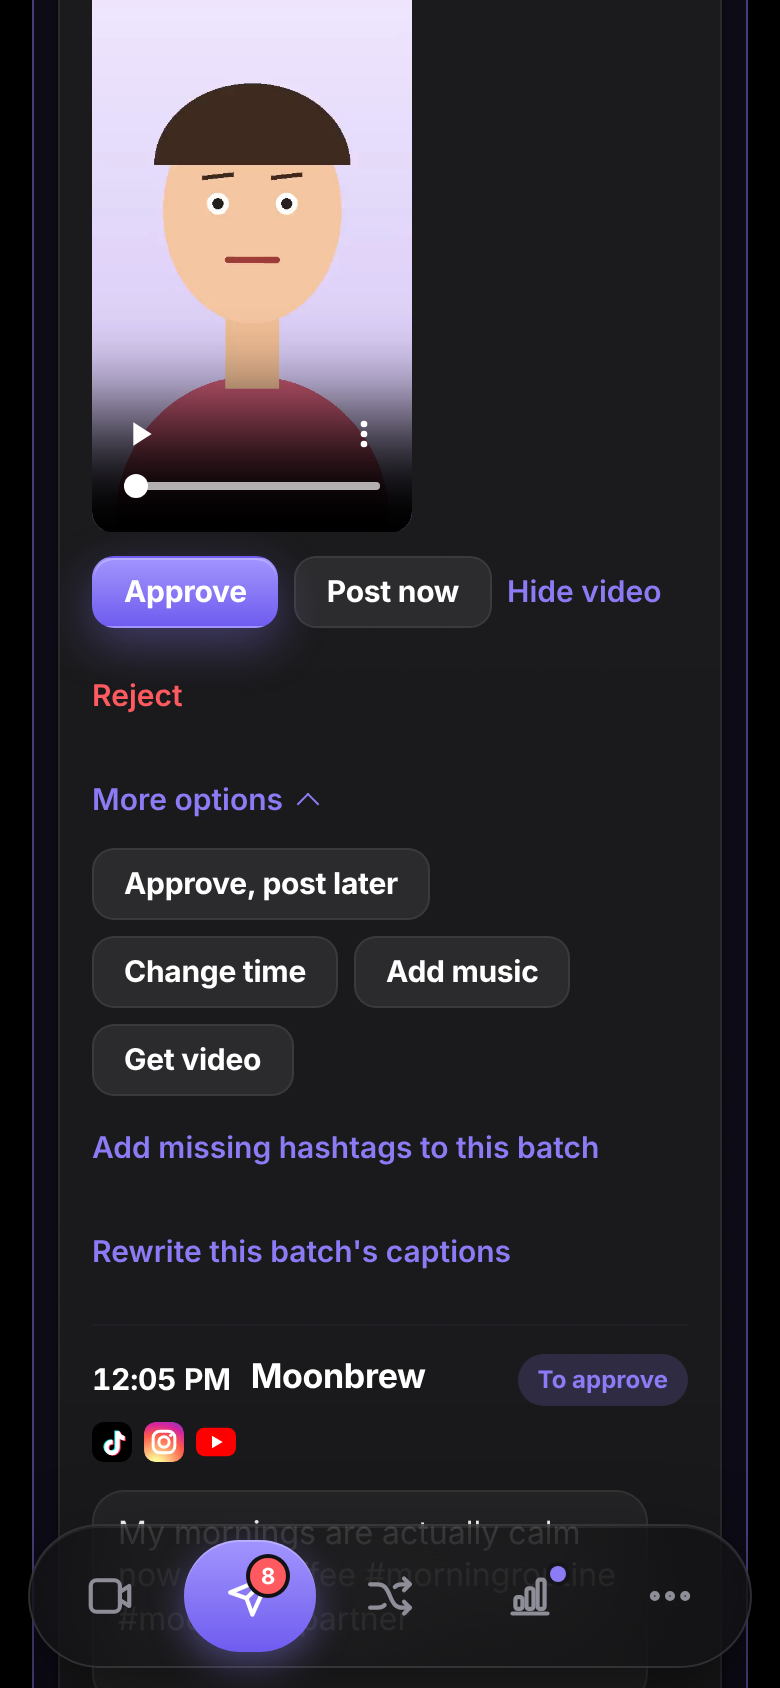 Approve
Post now
Hide video
Reject
More options
Approve, post later
Change time
Add music
Get video
Add missing hashtags to this batch
Rewrite this batch's captions
12:05 PM Moonbrew
To approve
My mornings are actually calm
now
8
partner